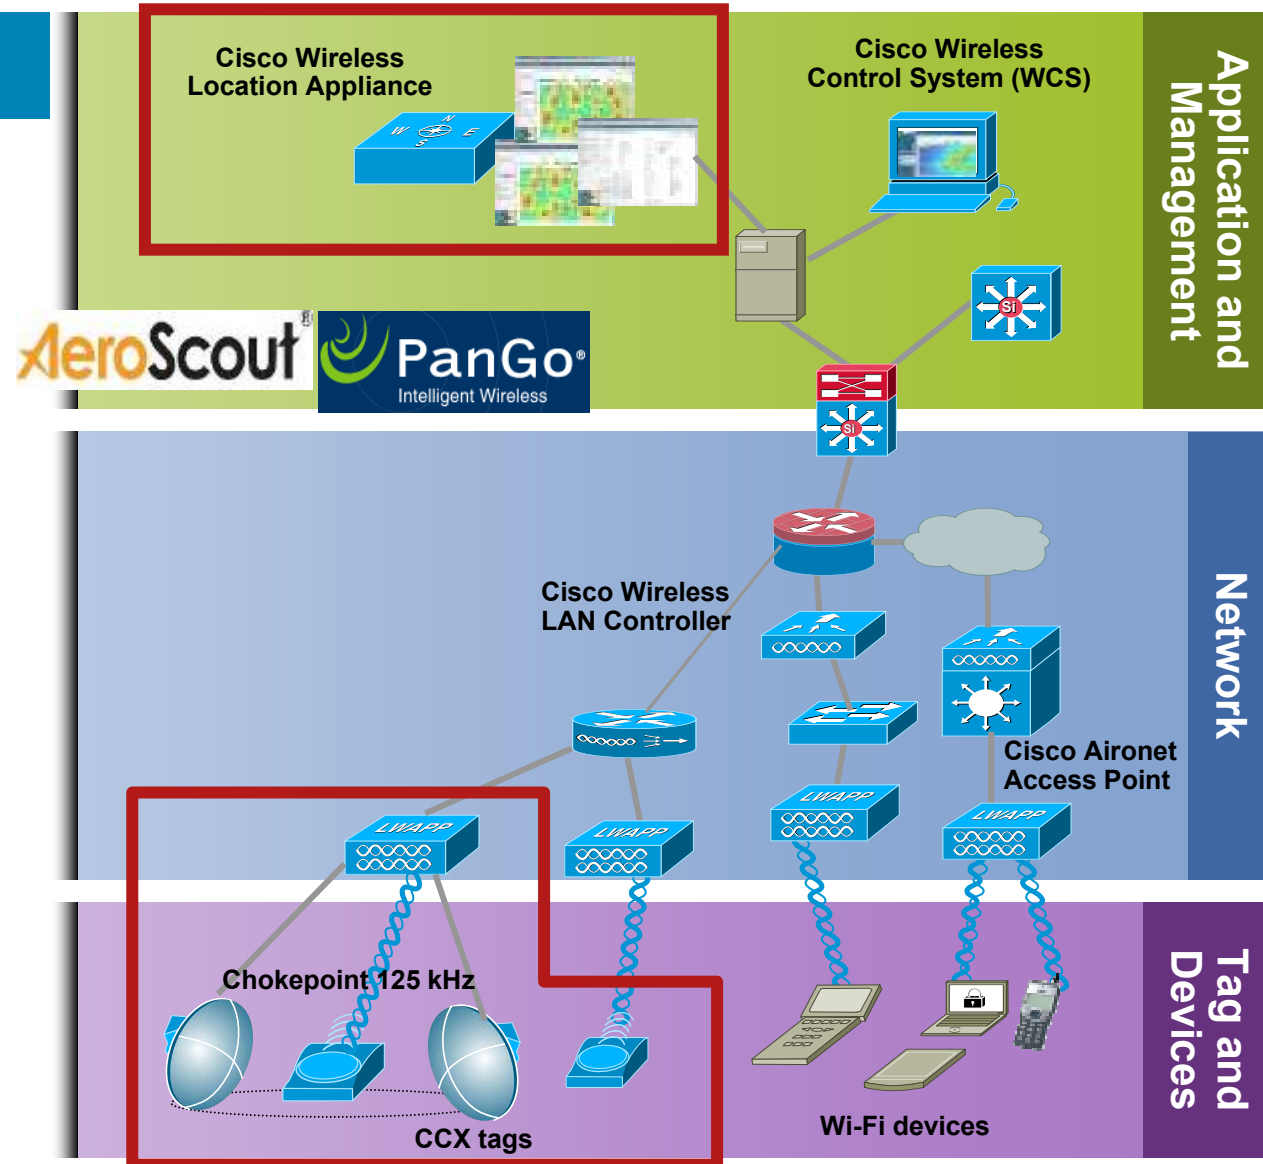 Cisco Wireless
Location Appliance
N
W
E
S
Cisco Wireless
Control System (WCS)
Application and
Management
Si
AeroScout®
PanGo®
Intelligent Wireless
Si
Cisco Wireless
LAN Controller
Network
Cisco Aironet
Access Point
LWAPP
LWAPP
LWAPP
LWAPP
Chokepoint 125 kHz
CCX tags
Wi-Fi devices
Tag and
Devices